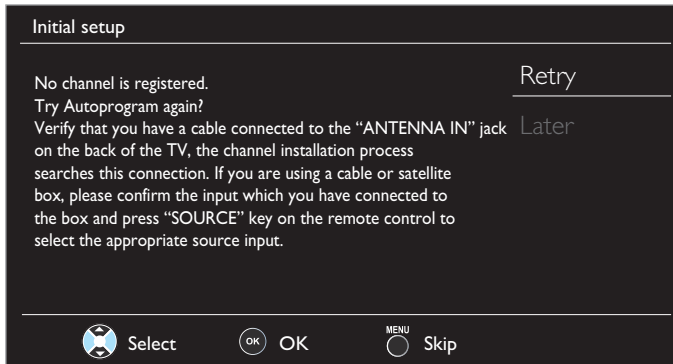 Initial setup
No channel is registered.
Try Autoprogram again?
Verify that you have a cable connected to the “ANTENNA IN” jack
on the back of the TV, the channel installation process
searches this connection. If you are using a cable or satellite
box, please confirm the input which you have connected to
the box and press “SOURCE” key on the remote control to
select the appropriate source input.
Retry
Later
Select
OK OK
MENU Skip